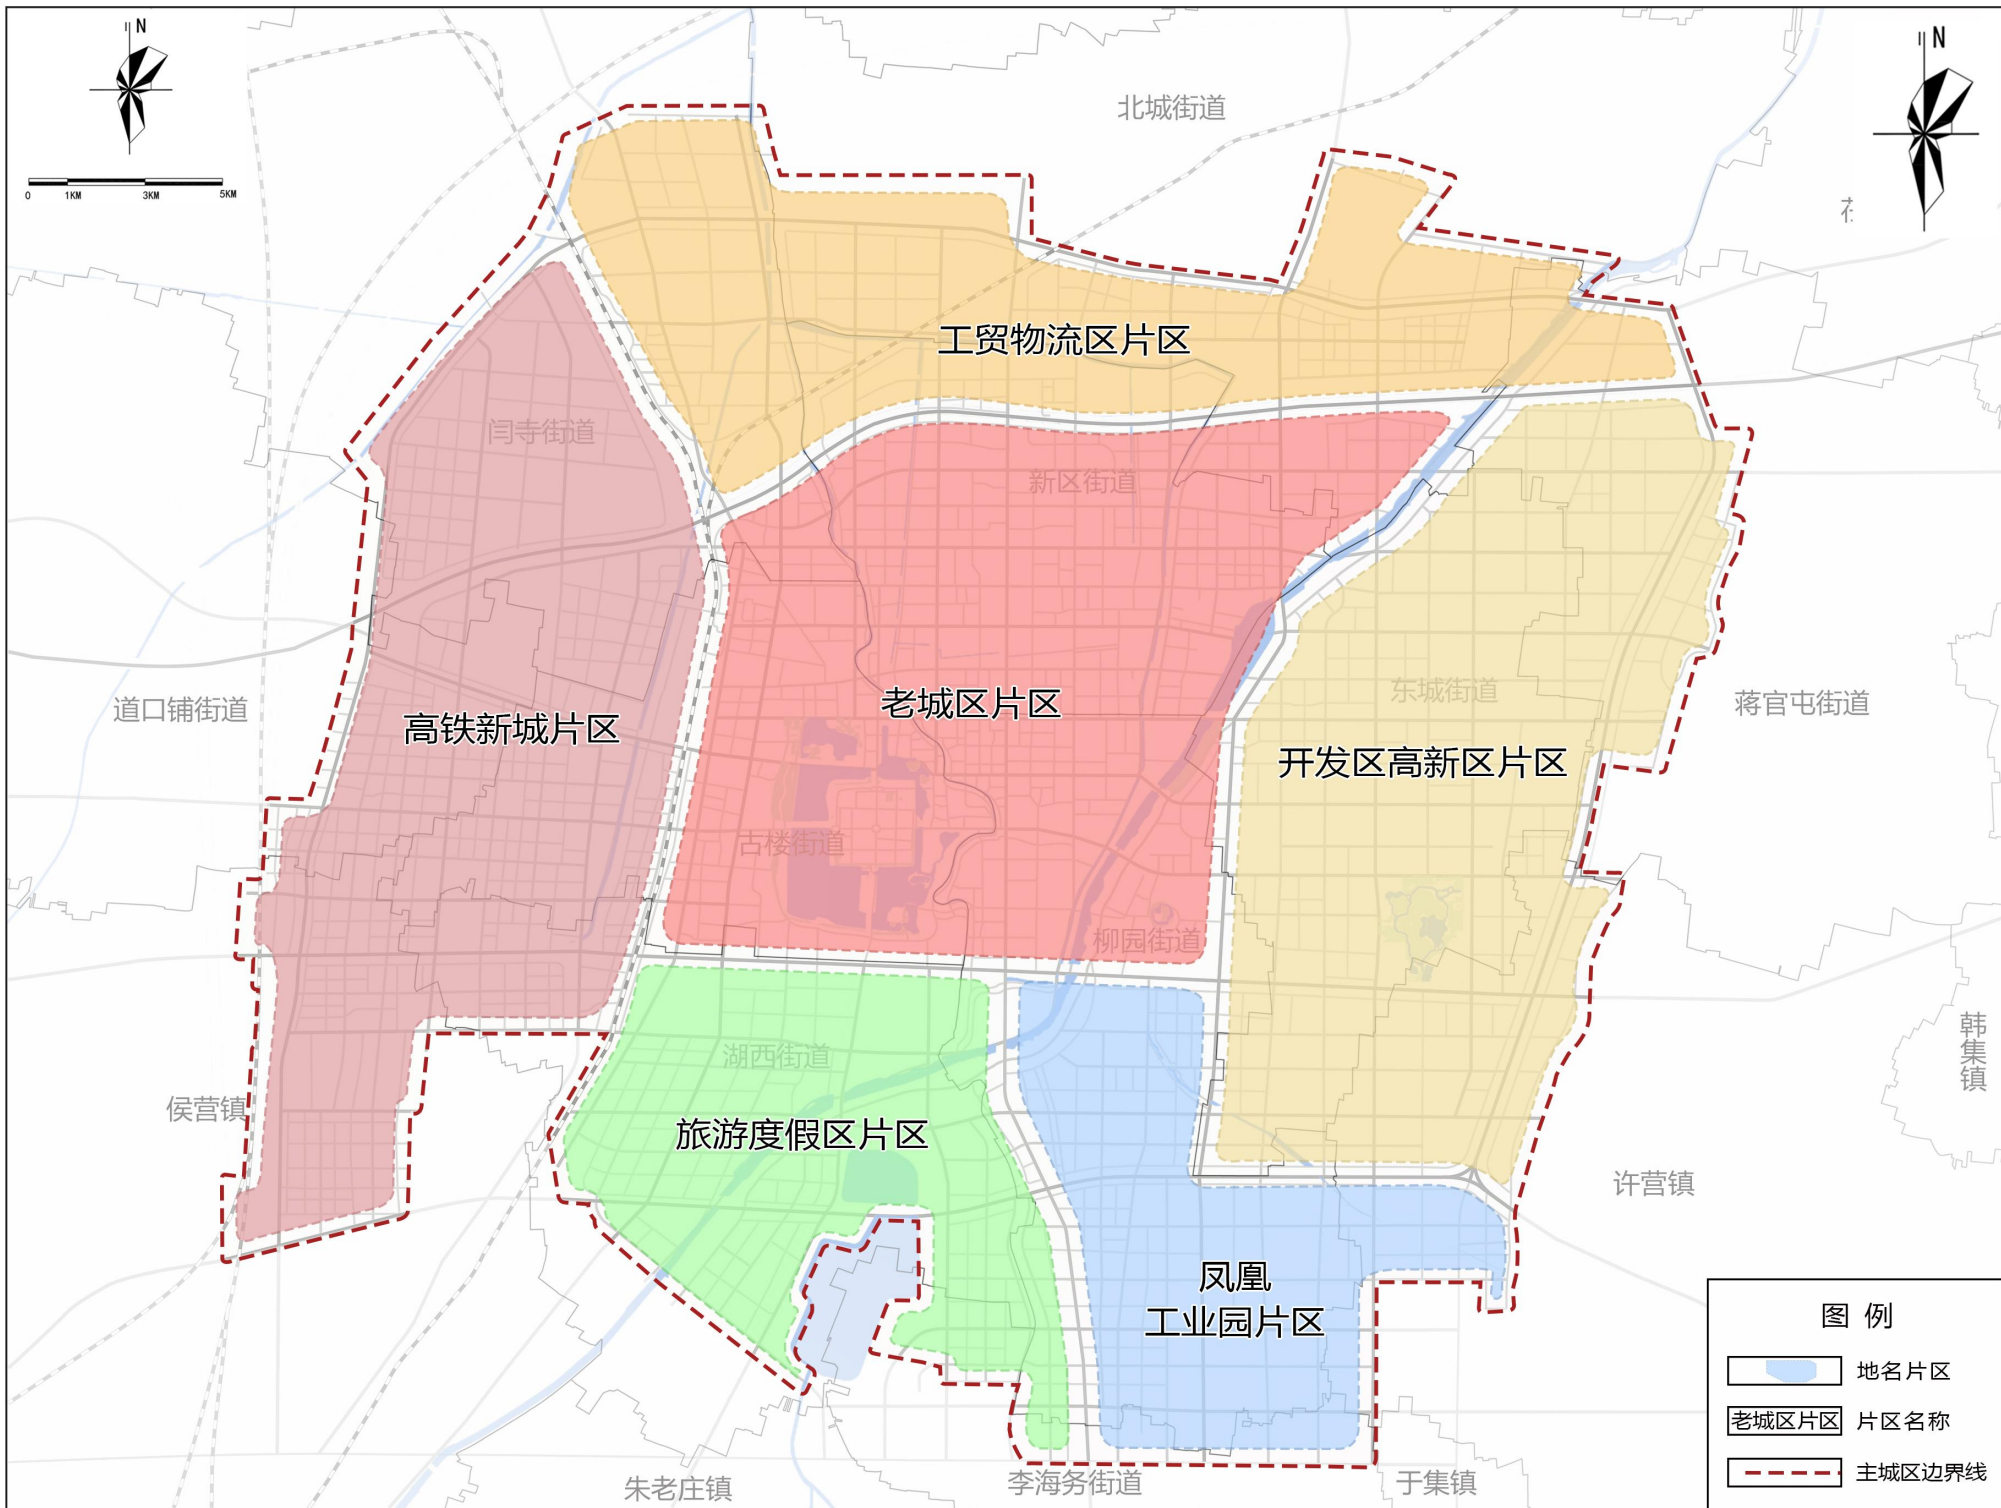 N
0 1KM 3KM 5KM
N
北城街道
工贸物流区片区
闫寺街道
新区街道
东城街道
道口铺街道
高铁新城片区
老城区片区
蒋官屯街道
开发区高新区片区
古楼街道
柳园街道
韩集镇
湖西街道
侯营镇
旅游度假区片区
许营镇
凤凰
工业园片区
朱老庄镇
李海务街道
于集镇
图 例
地名片区
老城区片区 片区名称
主城区边界线